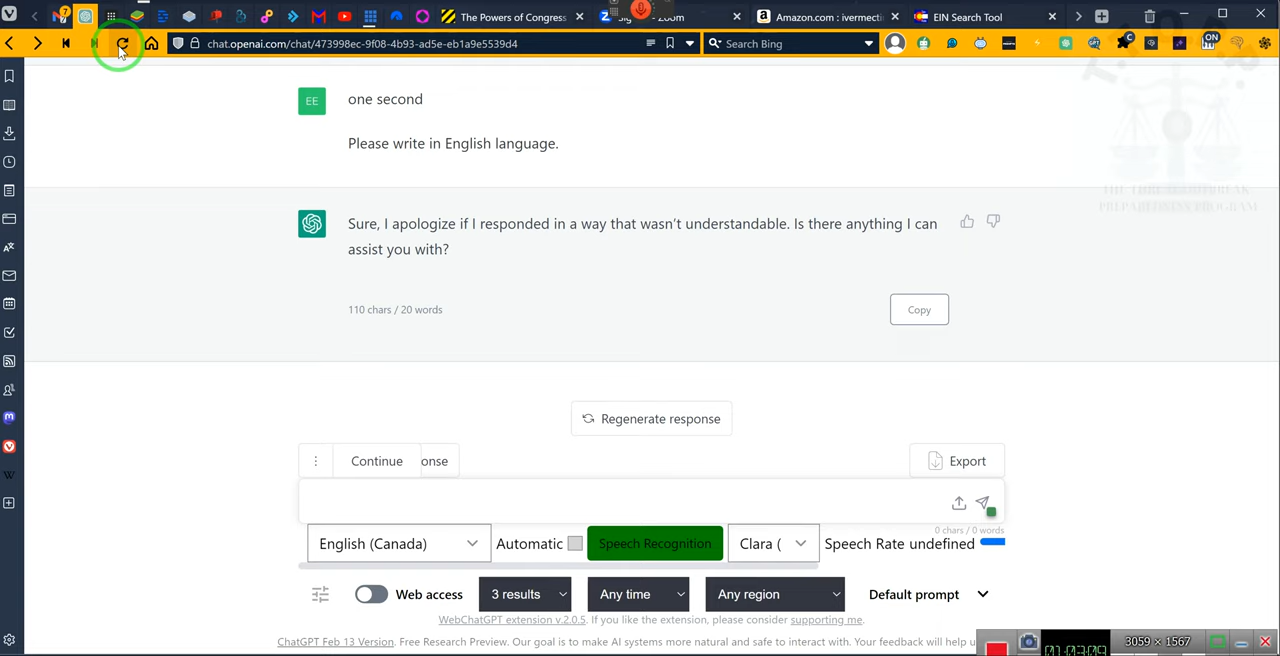 The Powers of Congress
Zoom
Amazon.com : ivermecti
EIN Search Tool
chat.openai.com/chat/473998ec-9f08-4b93-ad5e-eb1a9e5539d4
Search Bing
ON
EE
one second
Please write in English language.
Sure, I apologize if I responded in a way that wasn't understandable. Is there anything I can
assist you with?
110 chars / 20 words
Copy
Regenerate response
Continue
onse
Export
0 chars / 0 words
English (Canada)
Automatic
Speech Recognition
Clara (
Speech Rate undefined
Web access
3 results
Any time
Any region
Default prompt
WebChatGPT extension v.2.0.5. If you like the extension, please consider supporting me.
ChatGPT Feb 13 Version. Free Research Preview. Our goal is to make AI systems more natural and safe to interact with. Your feedback will help u
3059 × 1567